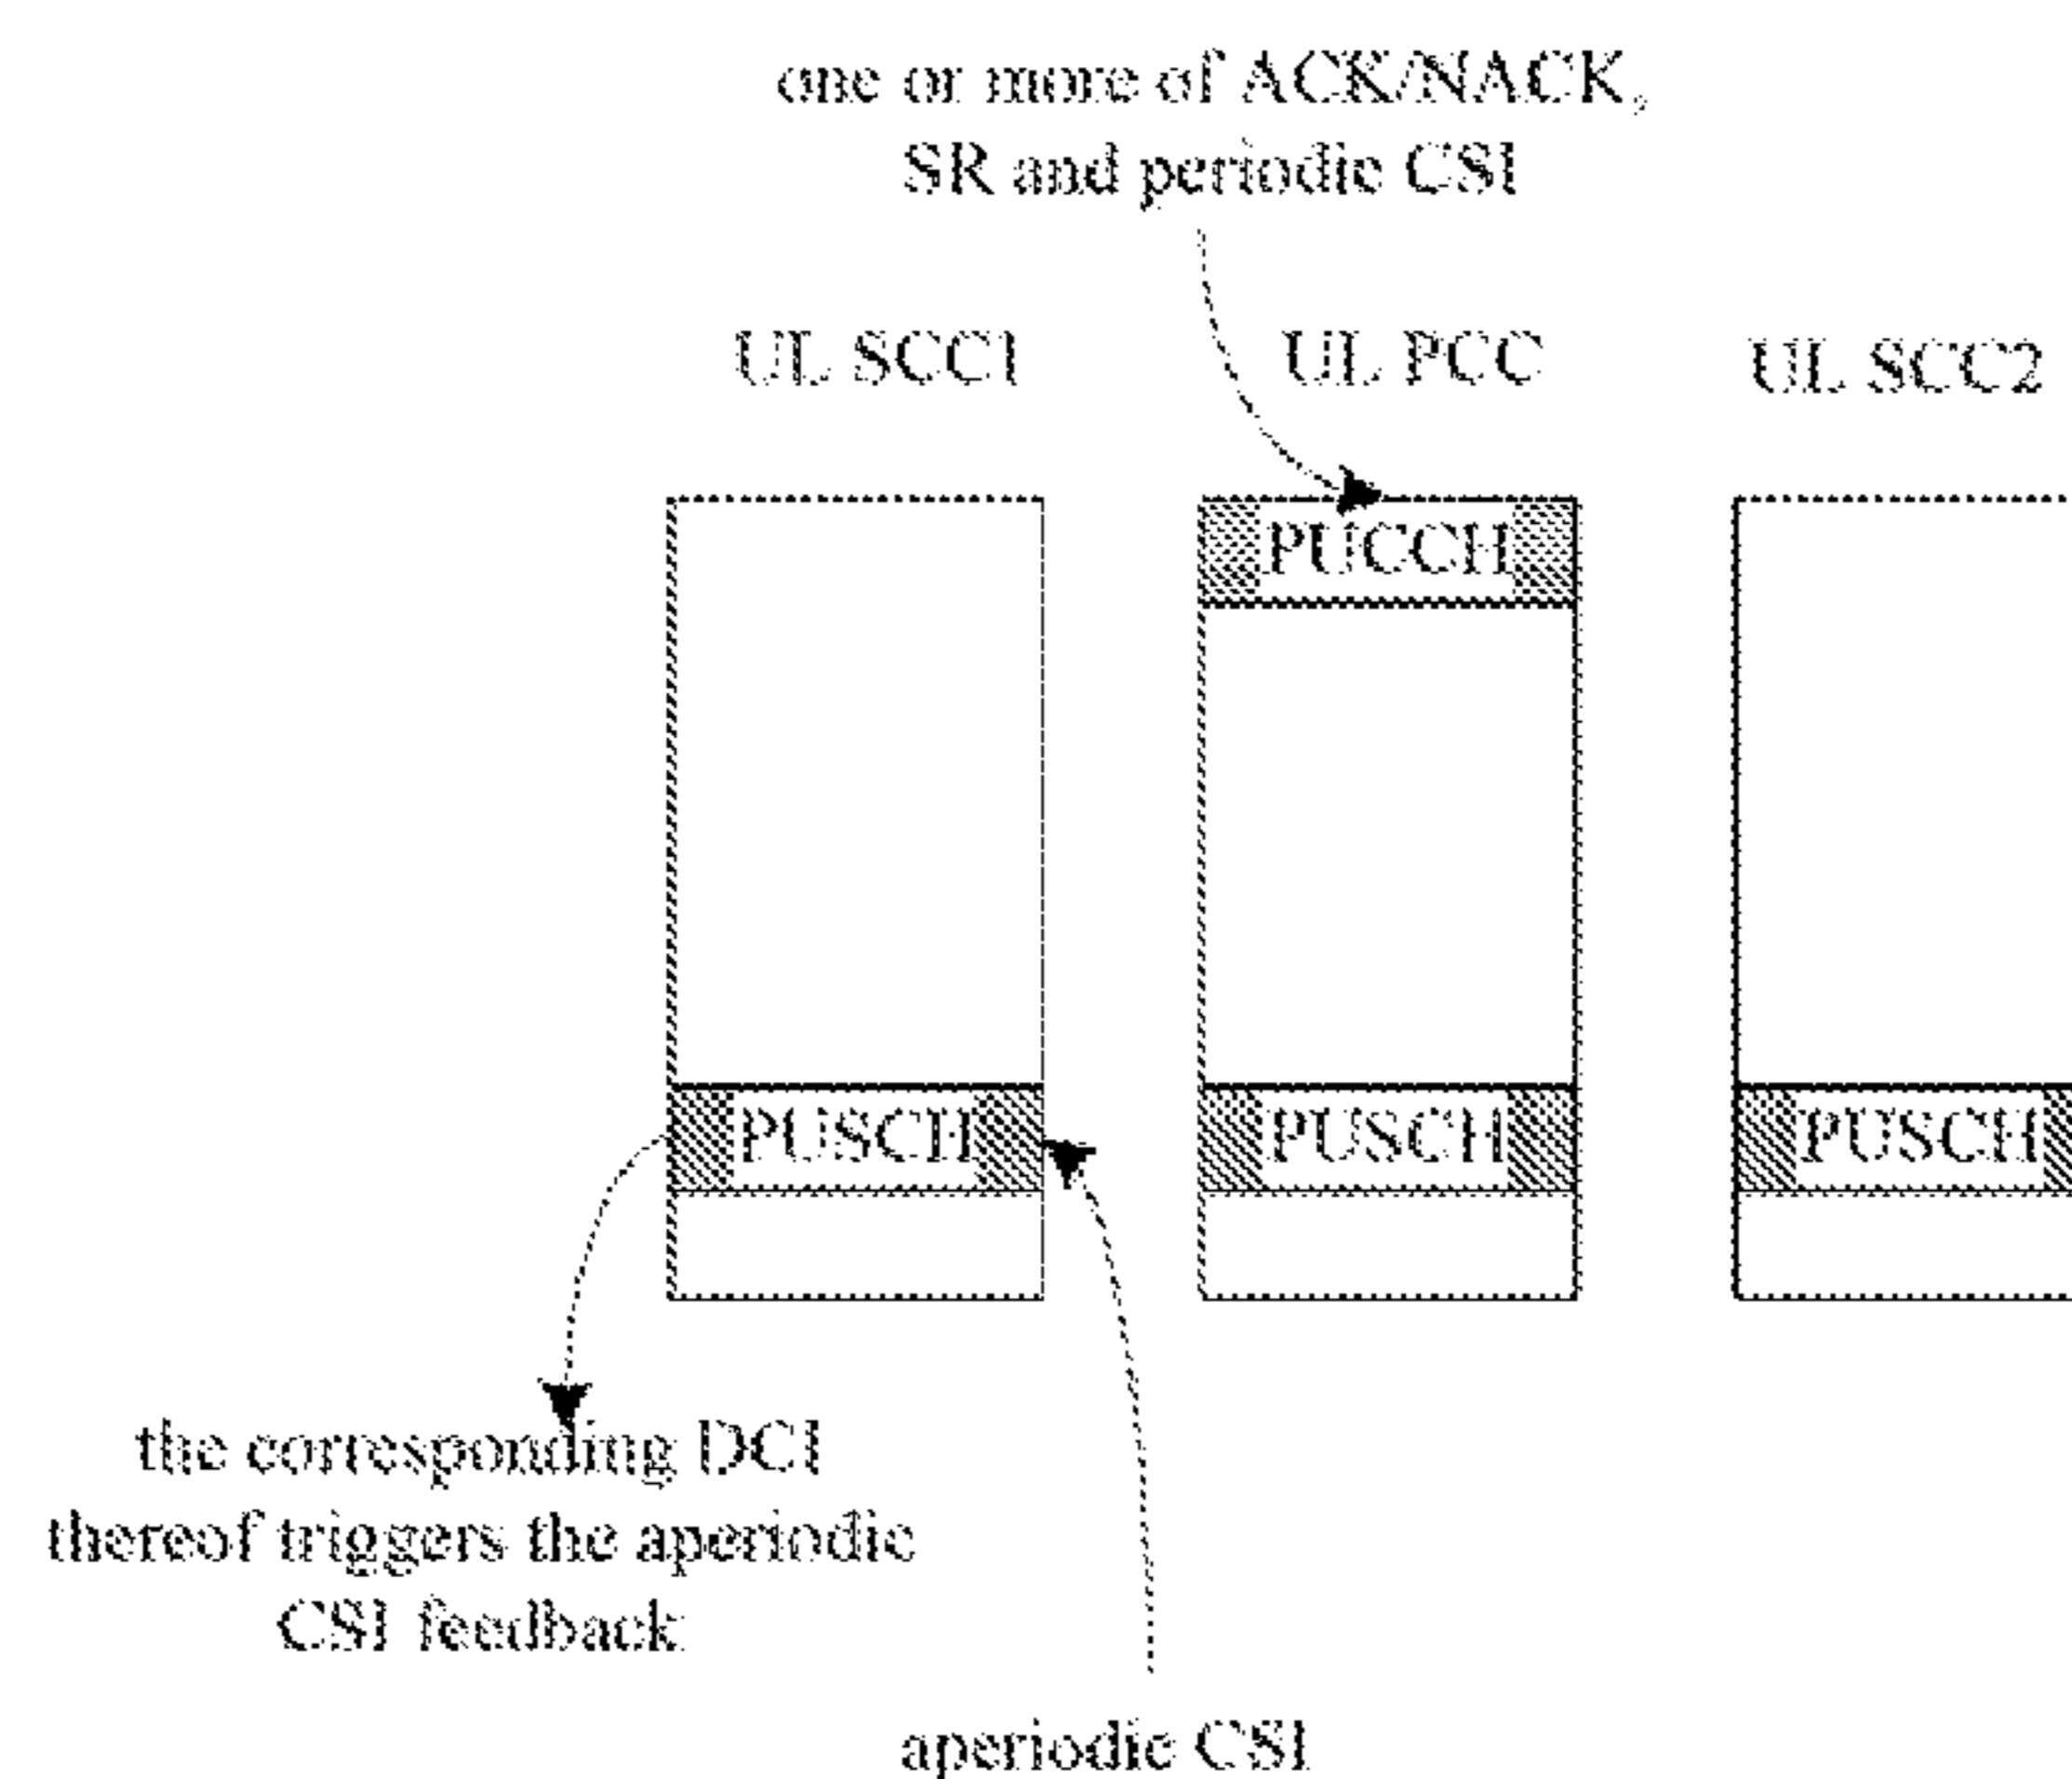 one or more of ACK/NACK,
SR and periodic CSI
UL SCC1
UL PCC
UL SCC2
PUCCH
PUSCH
PUSCH
PUSCH
the corresponding DCI
thereof triggers the aperiodic
CSI feedback
aperiodic CSI